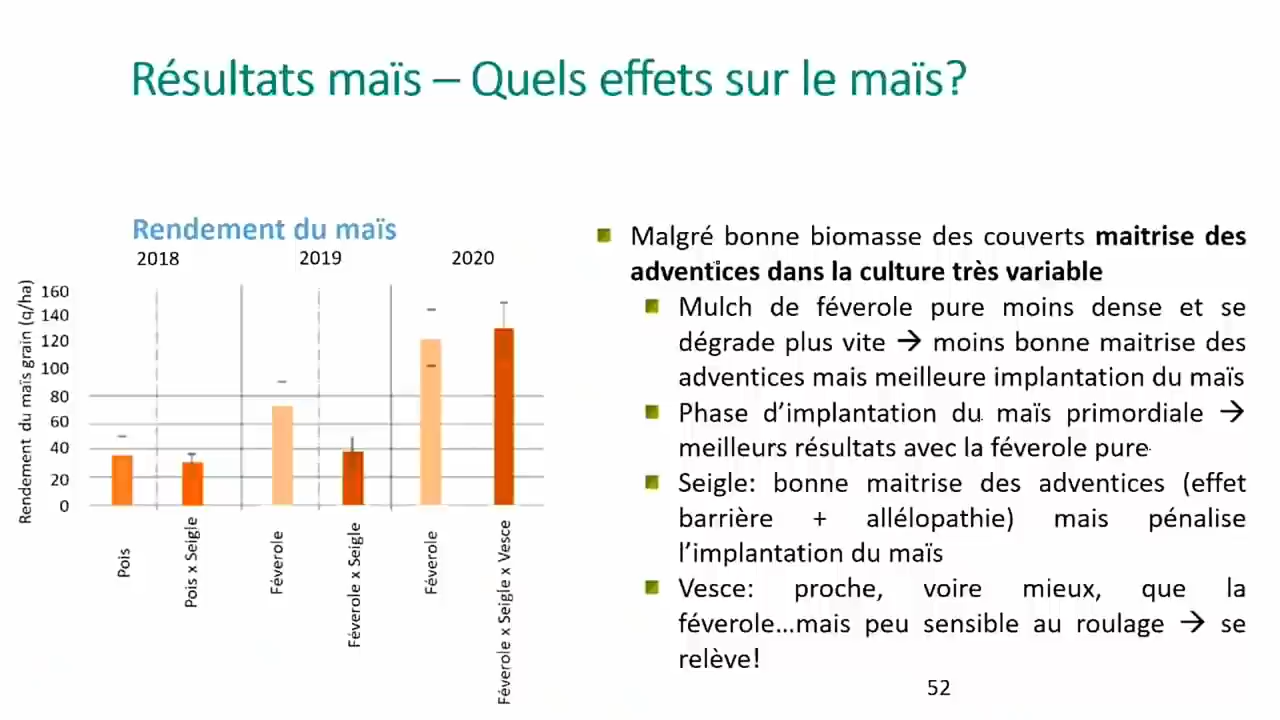 Résultats maïs – Quels effets sur le maïs?
Rendement du maïs
2018 2019 2020
Rendement du maïs grain (q/ha)
160
140
120
100
80
60
40
20
0
Pois
Pois x Seigle
Féverole
Féverole x Seigle
Féverole
Féverole x Seigle x Vesce
Malgré bonne biomasse des couverts maitrise des
adventices dans la culture très variable
Mulch de féverole pure moins dense et se
dégrade plus vite → moins bonne maitrise des
adventices mais meilleure implantation du maïs
Phase d’implantation du maïs primordiale →
meilleurs résultats avec la féverole pure
Seigle: bonne maitrise des adventices (effet
barrière + allélopathie) mais pénalise
l’implantation du maïs
Vesce: proche, voire mieux, que la
féverole…mais peu sensible au roulage → se
relève!
52